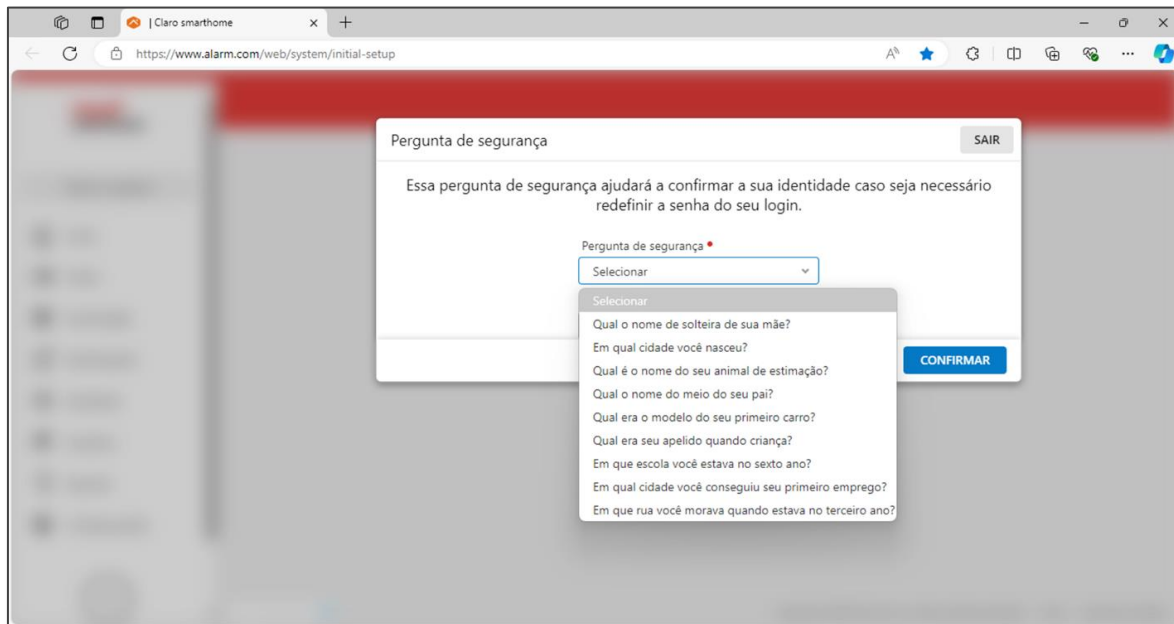 | Claro smarthome
https://www.alarm.com/web/system/initial-setup
Pergunta de segurança
SAIR
Essa pergunta de segurança ajudará a confirmar a sua identidade caso seja necessário
redefinir a senha do seu login.
Pergunta de segurança
Selecionar
Selecionar
Qual o nome de solteira de sua mãe?
Em qual cidade você nasceu?
Qual é o nome do seu animal de estimação?
Qual o nome do meio do seu pai?
Qual era o modelo do seu primeiro carro?
Qual era seu apelido quando criança?
Em que escola você estava no sexto ano?
Em qual cidade você conseguiu seu primeiro emprego?
Em que rua você morava quando estava no terceiro ano?
CONFIRMAR